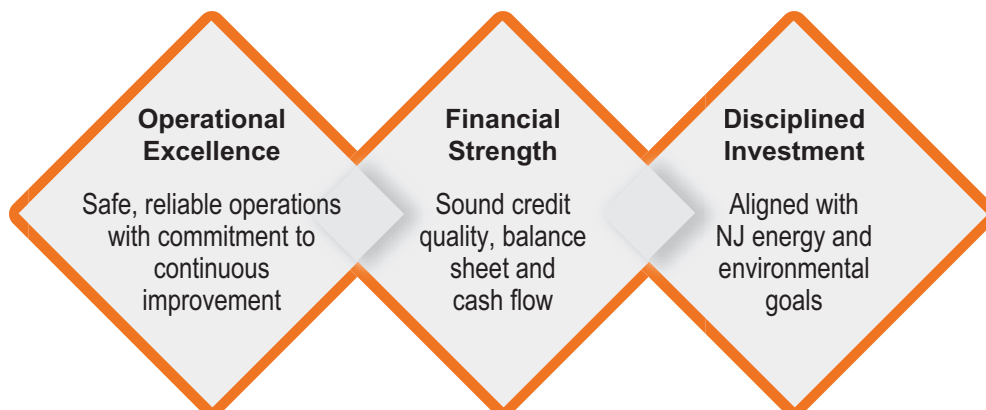 Operational
Excellence
Safe, reliable operations
with commitment to
continuous
improvement
Financial
Strength
Sound credit
quality, balance
sheet and
cash flow
Disciplined
Investment
Aligned with
NJ energy and
environmental
goals